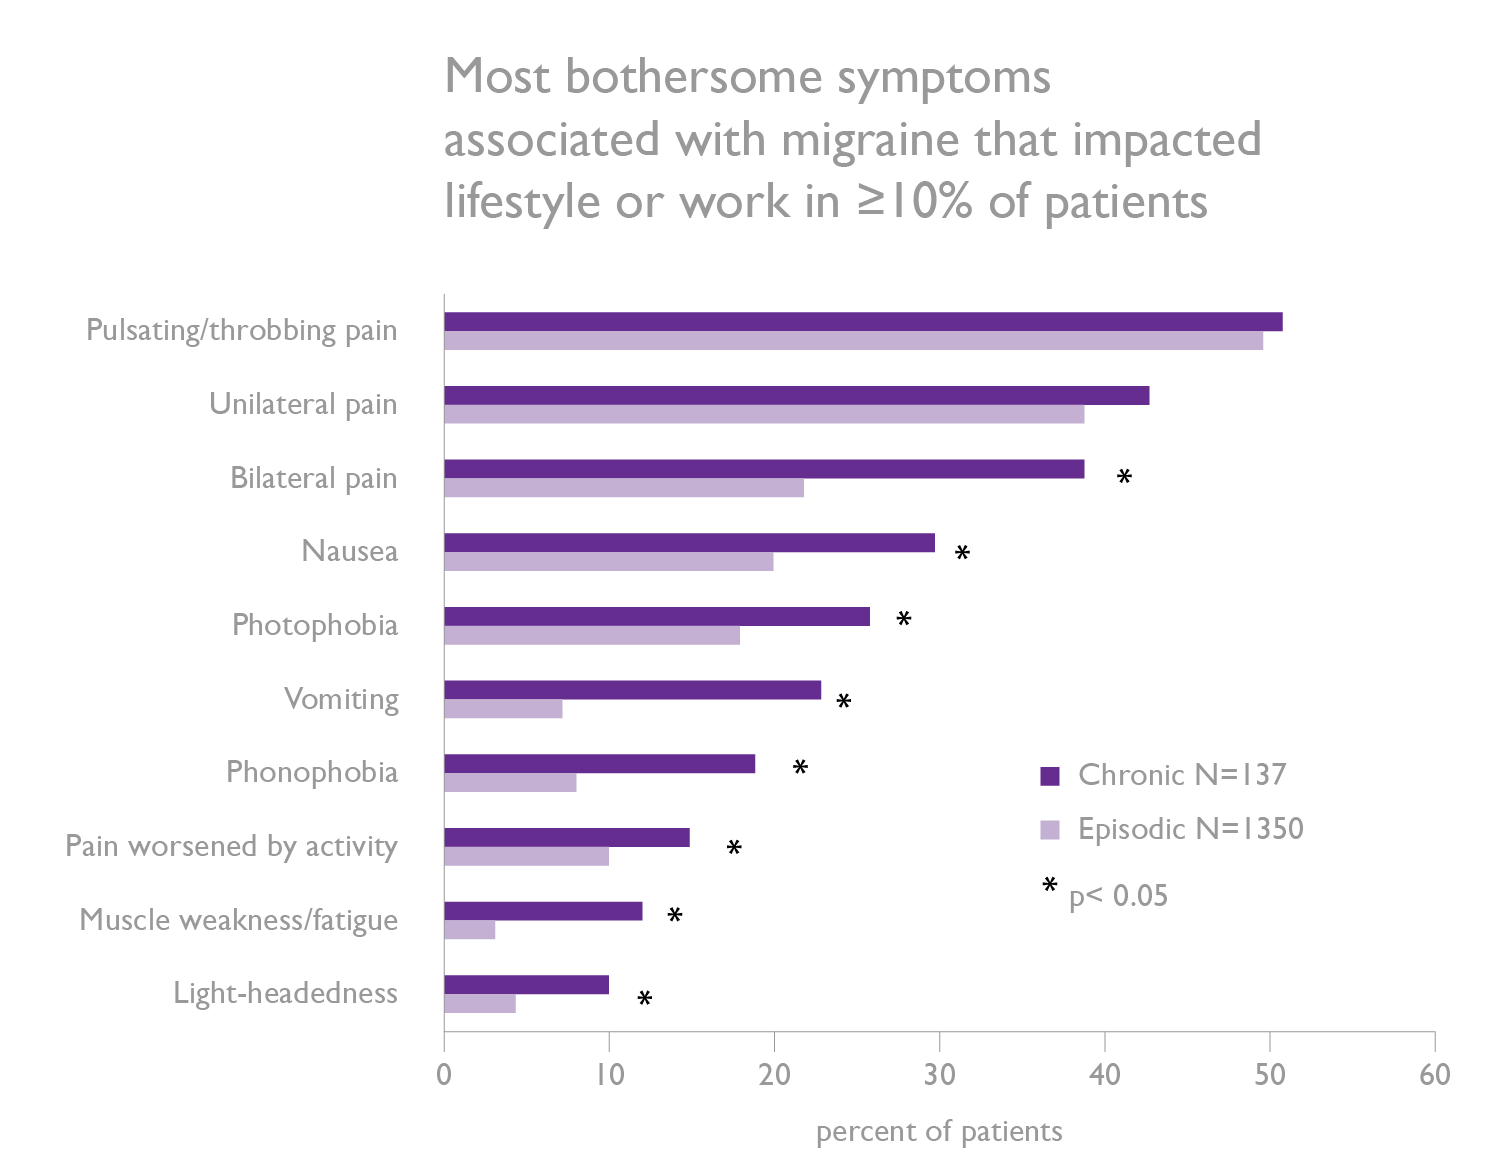 Most bothersome symptoms
associated with migraine that impacted
lifestyle or work in ≥10% of patients
Pulsating/throbbing pain
Unilateral pain
Bilateral pain *
Nausea *
Photophobia *
Vomiting *
Phonophobia *
Pain worsened by activity *
Muscle weakness/fatigue *
Light-headedness *
Chronic N=137
Episodic N=1350
* p< 0.05
0 10 20 30 40 50 60
percent of patients